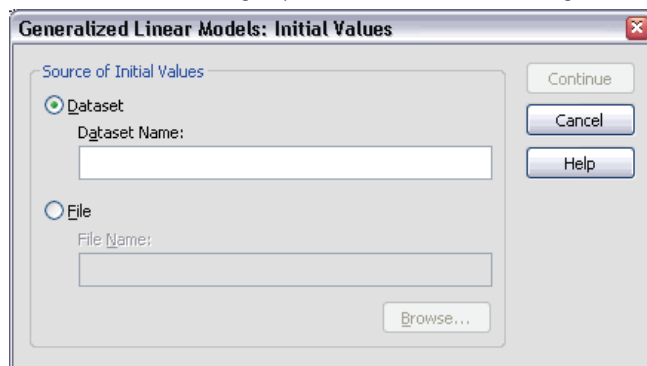 Generalized Linear Models: Initial Values
Source of Initial Values
Dataset
Dataset Name:
File
File Name:
Browse...
Continue
Cancel
Help